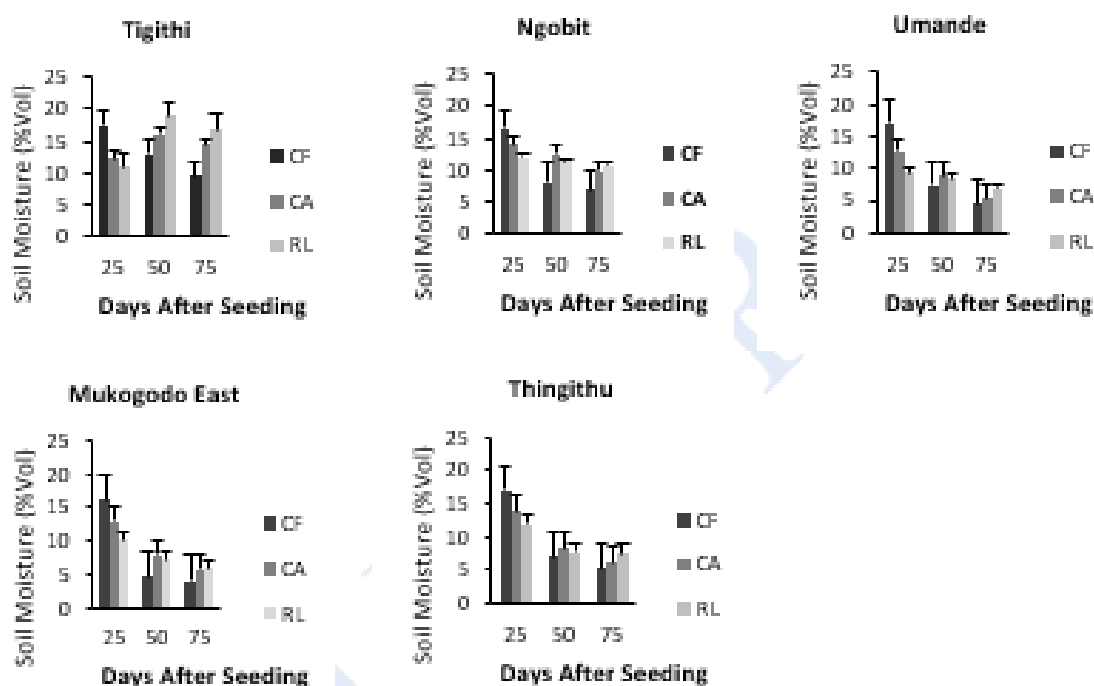 Tigithi
Soil Moisture (%Vol)
25
20
15
10
5
0
25 50 75
Days After Seeding
CF
CA
RL
Ngobit
Soil Moisture (%Vol)
25
20
15
10
5
0
25 50 75
Days After Seeding
CF
CA
RL
Umande
Soil Moisture (%Vol)
25
20
15
10
5
0
25 50 75
Days After Seeding
CF
CA
RL
Mukogodo East
Soil Moisture (%Vol)
25
20
15
10
5
0
25 50 75
Days After Seeding
CF
CA
RL
Thingithu
Soil Moisture (%Vol)
25
20
15
10
5
0
25 50 75
Days After Seeding
CF
CA
RL